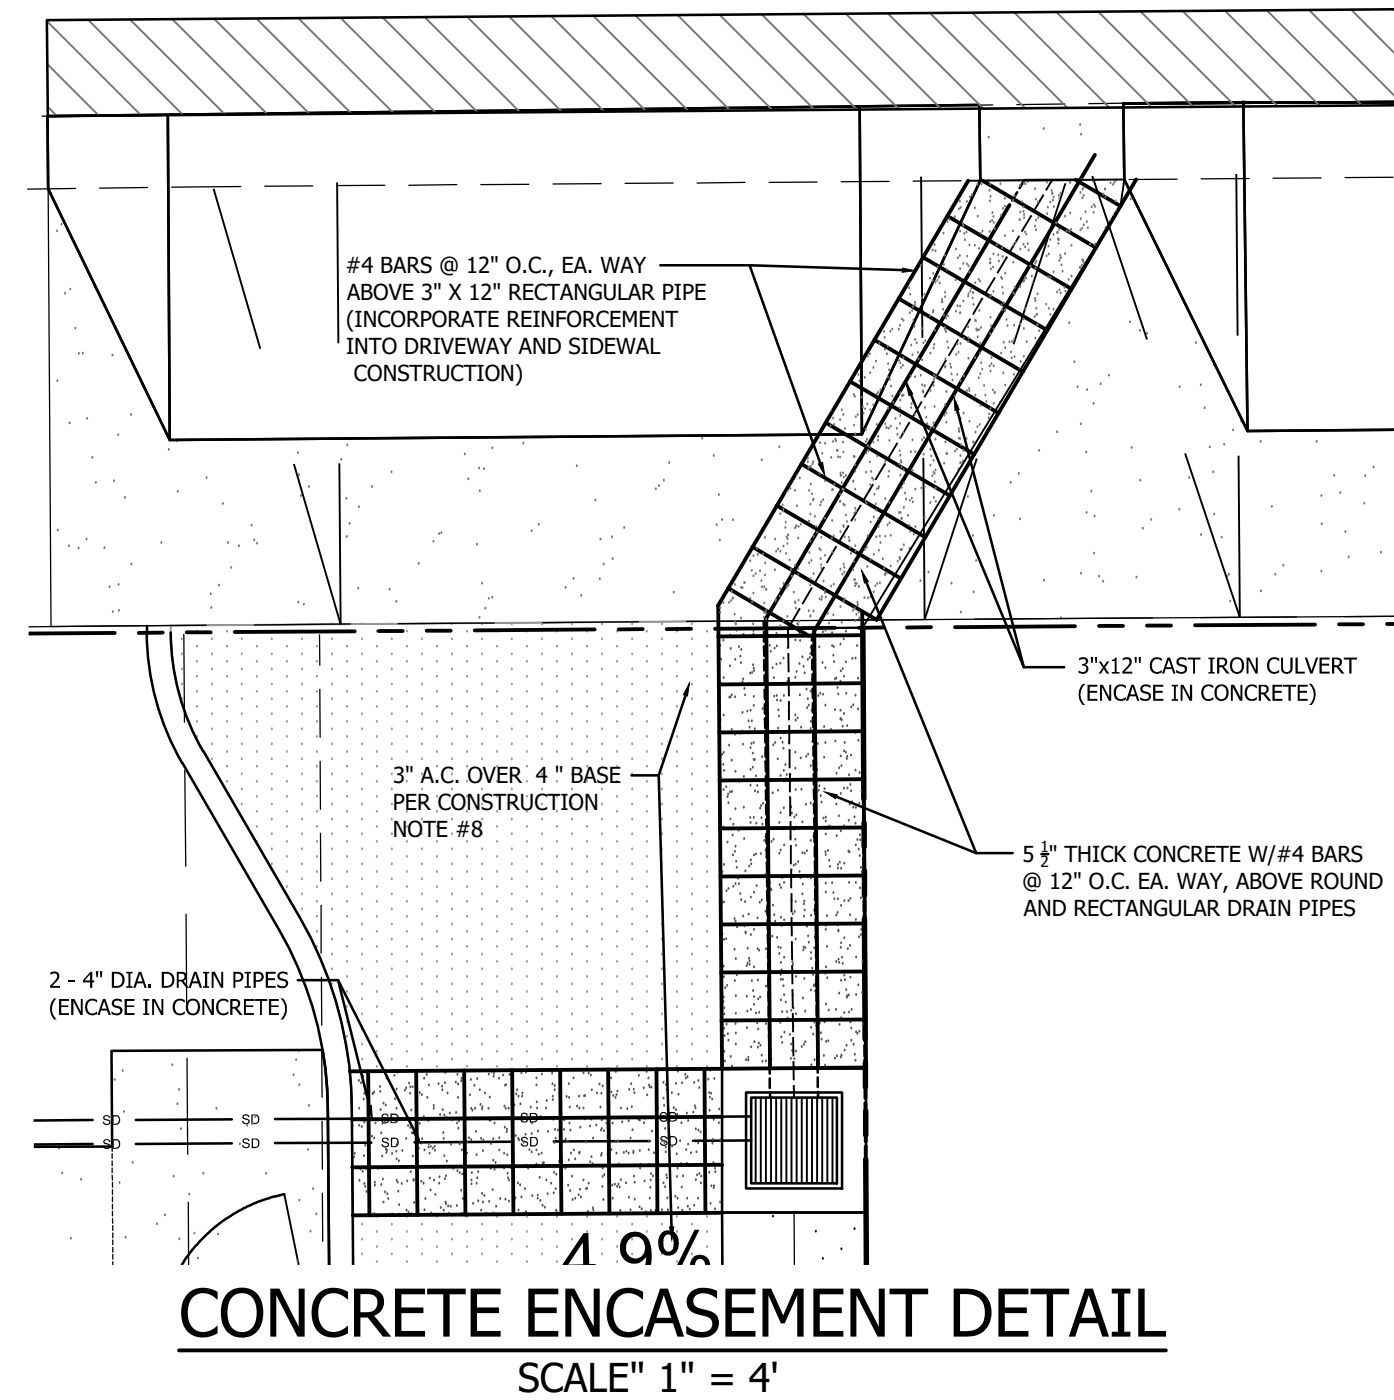 #4 BARS @ 12" O.C., EA. WAY
ABOVE 3" X 12" RECTANGULAR PIPE
(INCORPORATE REINFORCEMENT
INTO DRIVEWAY AND SIDEWAL
CONSTRUCTION)
3"x12" CAST IRON CULVERT
(ENCASE IN CONCRETE)
3" A.C. OVER 4 " BASE
PER CONSTRUCTION
NOTE #8
5 1/2" THICK CONCRETE W/#4 BARS
@ 12" O.C. EA. WAY, ABOVE ROUND
AND RECTANGULAR DRAIN PIPES
2 - 4" DIA. DRAIN PIPES
(ENCASE IN CONCRETE)
SD SD SD SD SD
SD SD SD SD SD
4.9%
CONCRETE ENCASEMENT DETAIL
SCALE" 1" = 4'